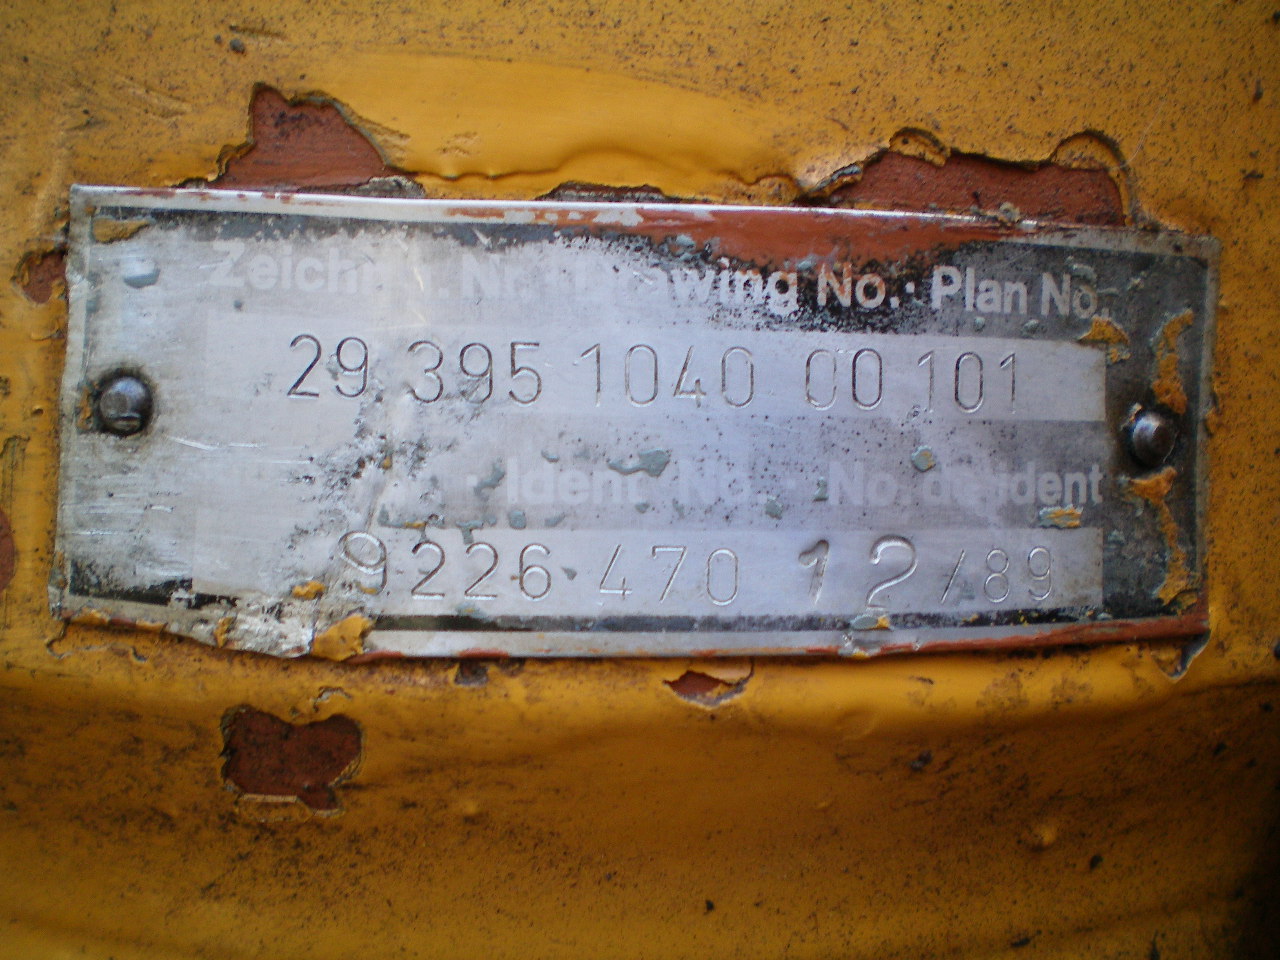 Zeichn. Nr. · Drawing No. · Plan No.
29 395 1040 00 101
· Ident No. · No. de ident
9226 470 12/89